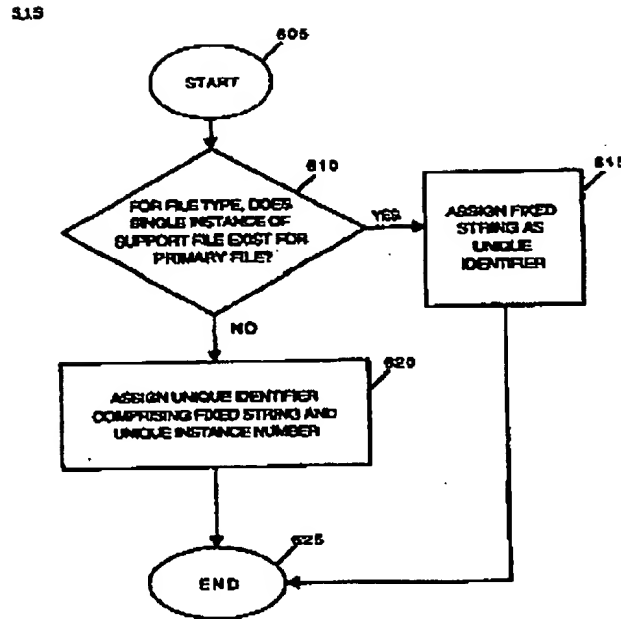 515
605
START
610
FOR FILE TYPE, DOES
SINGLE INSTANCE OF
SUPPORT FILE EXIST FOR
PRIMARY FILE?
YES
615
ASSIGN FIXED
STRING AS
UNIQUE
IDENTIFIER
NO
620
ASSIGN UNIQUE IDENTIFIER
COMPRISING FIXED STRING AND
UNIQUE INSTANCE NUMBER
625
END